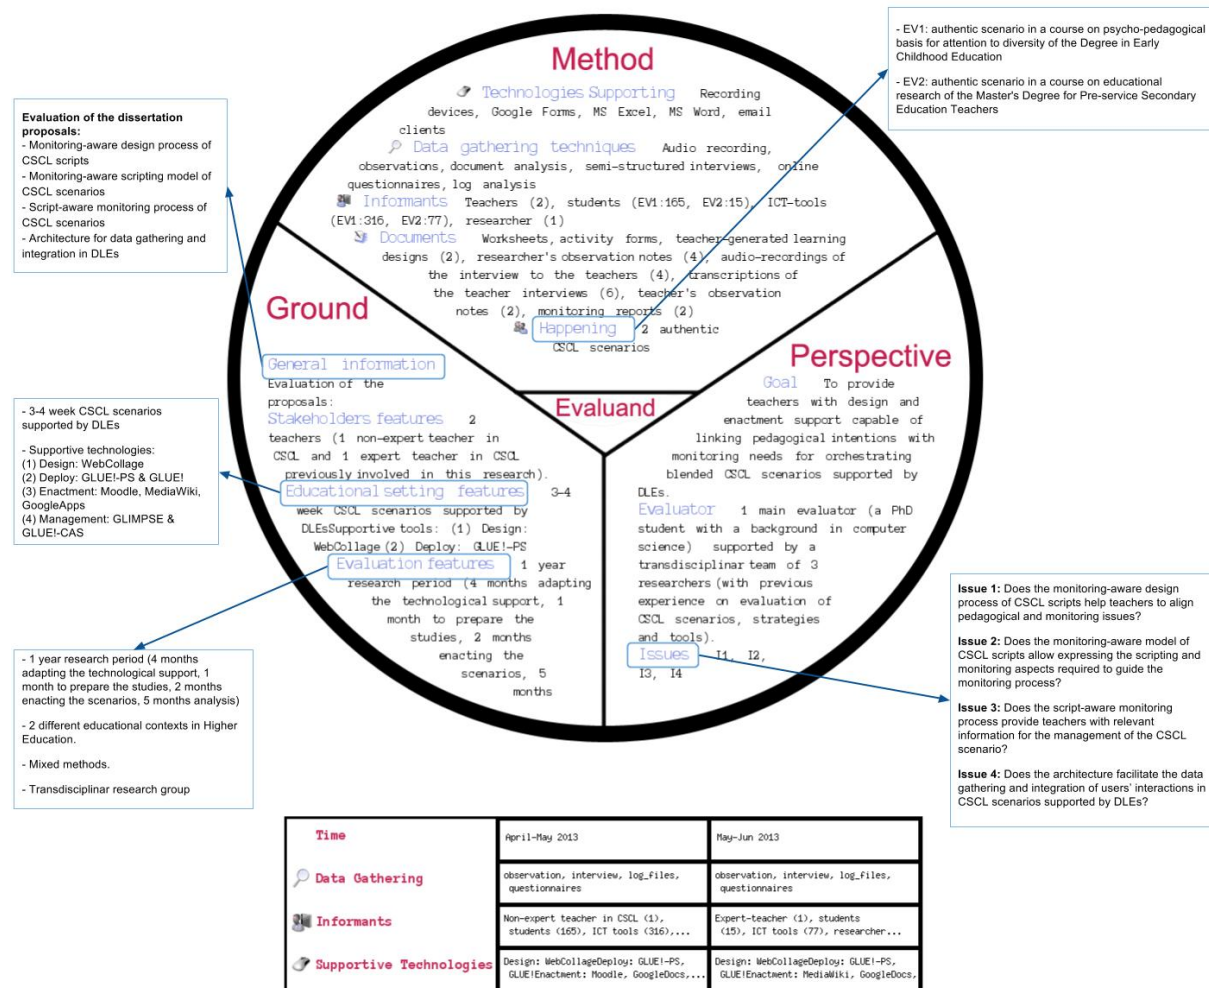 Method
Technologies Supporting Recording
devices, Google Forms, MS Excel, MS Word, email
clients
Data gathering techniques Audio recording,
observations, document analysis, semi-structured interviews, online
questionnaires, log analysis
Informants Teachers (2), students (EV1:165, EV2:15), ICT-tools
(EV1:316, EV2:77), researcher (1)
Documents Worksheets, activity forms, teacher-generated learning
designs (2), researcher's observation notes (4), audio-recordings of
the interview to the teachers (4), transcriptions of
the teacher interviews (6), teacher's observation
notes (2), monitoring reports (2)
Happening 2 authentic
CSCL scenarios
- EV1: authentic scenario in a course on psycho-pedagogical
basis for attention to diversity of the Degree in Early
Childhood Education
- EV2: authentic scenario in a course on educational
research of the Master's Degree for Pre-service Secondary
Education Teachers
Evaluation of the dissertation
proposals:
- Monitoring-aware design process of
CSCL scripts
- Monitoring-aware scripting model of
CSCL scenarios
- Script-aware monitoring process of
CSCL scenarios
- Architecture for data gathering and
integration in DLEs
Ground
General information
Evaluation of the
proposals:
Stakeholders features 2
teachers (1 non-expert teacher in
CSCL and 1 expert teacher in CSCL
previously involved in this research).
Educational setting features 3-4
week CSCL scenarios supported by
DLEsSupportive tools: (1) Design:
WebCollage (2) Deploy: GLUE!-PS
Evaluation features 1 year
research period (4 months adapting
the technological support, 1
month to prepare the
studies, 2 months
enacting the
scenarios, 5
months
- 3-4 week CSCL scenarios
supported by DLEs
- Supportive technologies:
(1) Design: WebCollage
(2) Deploy: GLUE!-PS & GLUE!
(3) Enactment: Moodle, MediaWiki,
GoogleApps
(4) Management: GLIMPSE &
GLUE!-CAS
- 1 year research period (4 months
adapting the technological support, 1
month to prepare the studies, 2 months
enacting the scenarios, 5 months analysis)
- 2 different educational contexts in Higher
Education.
- Mixed methods.
- Transdisciplinar research group
Evaluand
Perspective
Goal To provide
teachers with design and
enactment support capable of
linking pedagogical intentions with
monitoring needs for orchestrating
blended CSCL scenarios supported by
DLEs.
Evaluator 1 main evaluator (a PhD
student with a background in computer
science) supported by a
transdisciplinar team of 3
researchers (with previous
experience on evaluation of
CSCL scenarios, strategies
and tools).
Issues I1, I2,
I3, I4
Issue 1: Does the monitoring-aware design
process of CSCL scripts help teachers to align
pedagogical and monitoring issues?
Issue 2: Does the monitoring-aware model of
CSCL scripts allow expressing the scripting and
monitoring aspects required to guide the
monitoring process?
Issue 3: Does the script-aware monitoring
process provide teachers with relevant
information for the management of the CSCL
scenario?
Issue 4: Does the architecture facilitate the data
gathering and integration of users' interactions in
CSCL scenarios supported by DLEs?
Time
April-May 2013
May-Jun 2013
Data Gathering
observation, interview, log_files,
questionnaires
observation, interview, log_files,
questionnaires
Informants
Non-expert teacher in CSCL (1),
students (165), ICT tools (316),...
Expert-teacher (1), students
(15), ICT tools (77), researcher...
Supportive Technologies
Design: WebCollageDeploy: GLUE!-PS,
GLUE!Enactment: Moodle, GoogleDocs,...
Design: WebCollageDeploy: GLUE!-PS,
GLUE!Enactment: MediaWiki, GoogleDocs,